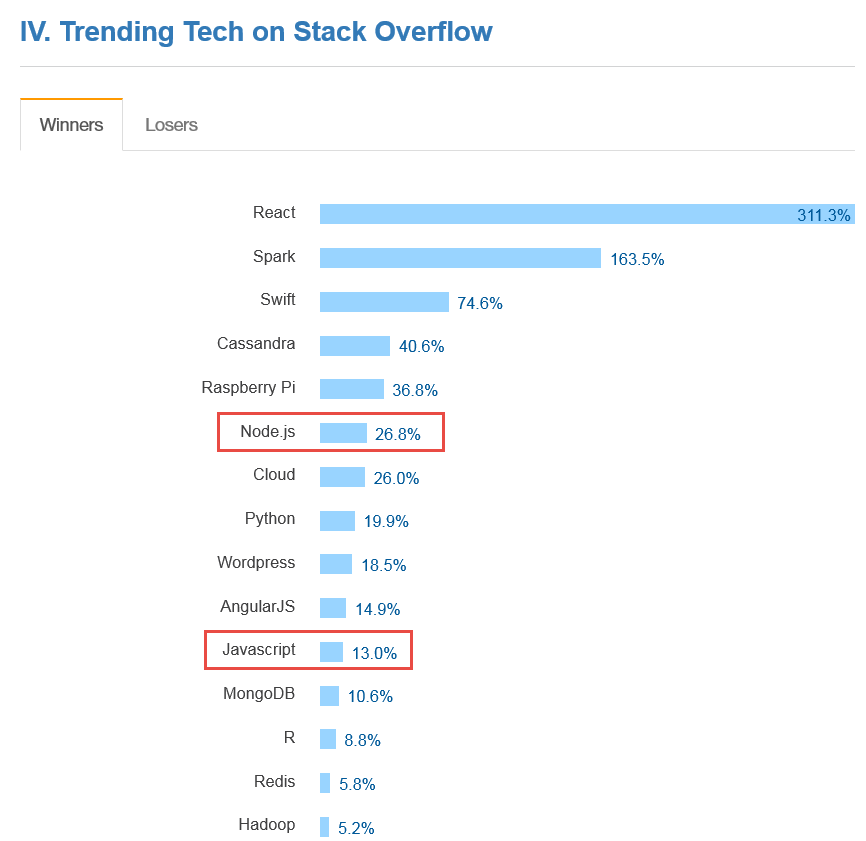 IV. Trending Tech on Stack Overflow
Winners Losers
React 311.3%
Spark 163.5%
Swift 74.6%
Cassandra 40.6%
Raspberry Pi 36.8%
Node.js 26.8%
Cloud 26.0%
Python 19.9%
Wordpress 18.5%
AngularJS 14.9%
Javascript 13.0%
MongoDB 10.6%
R 8.8%
Redis 5.8%
Hadoop 5.2%